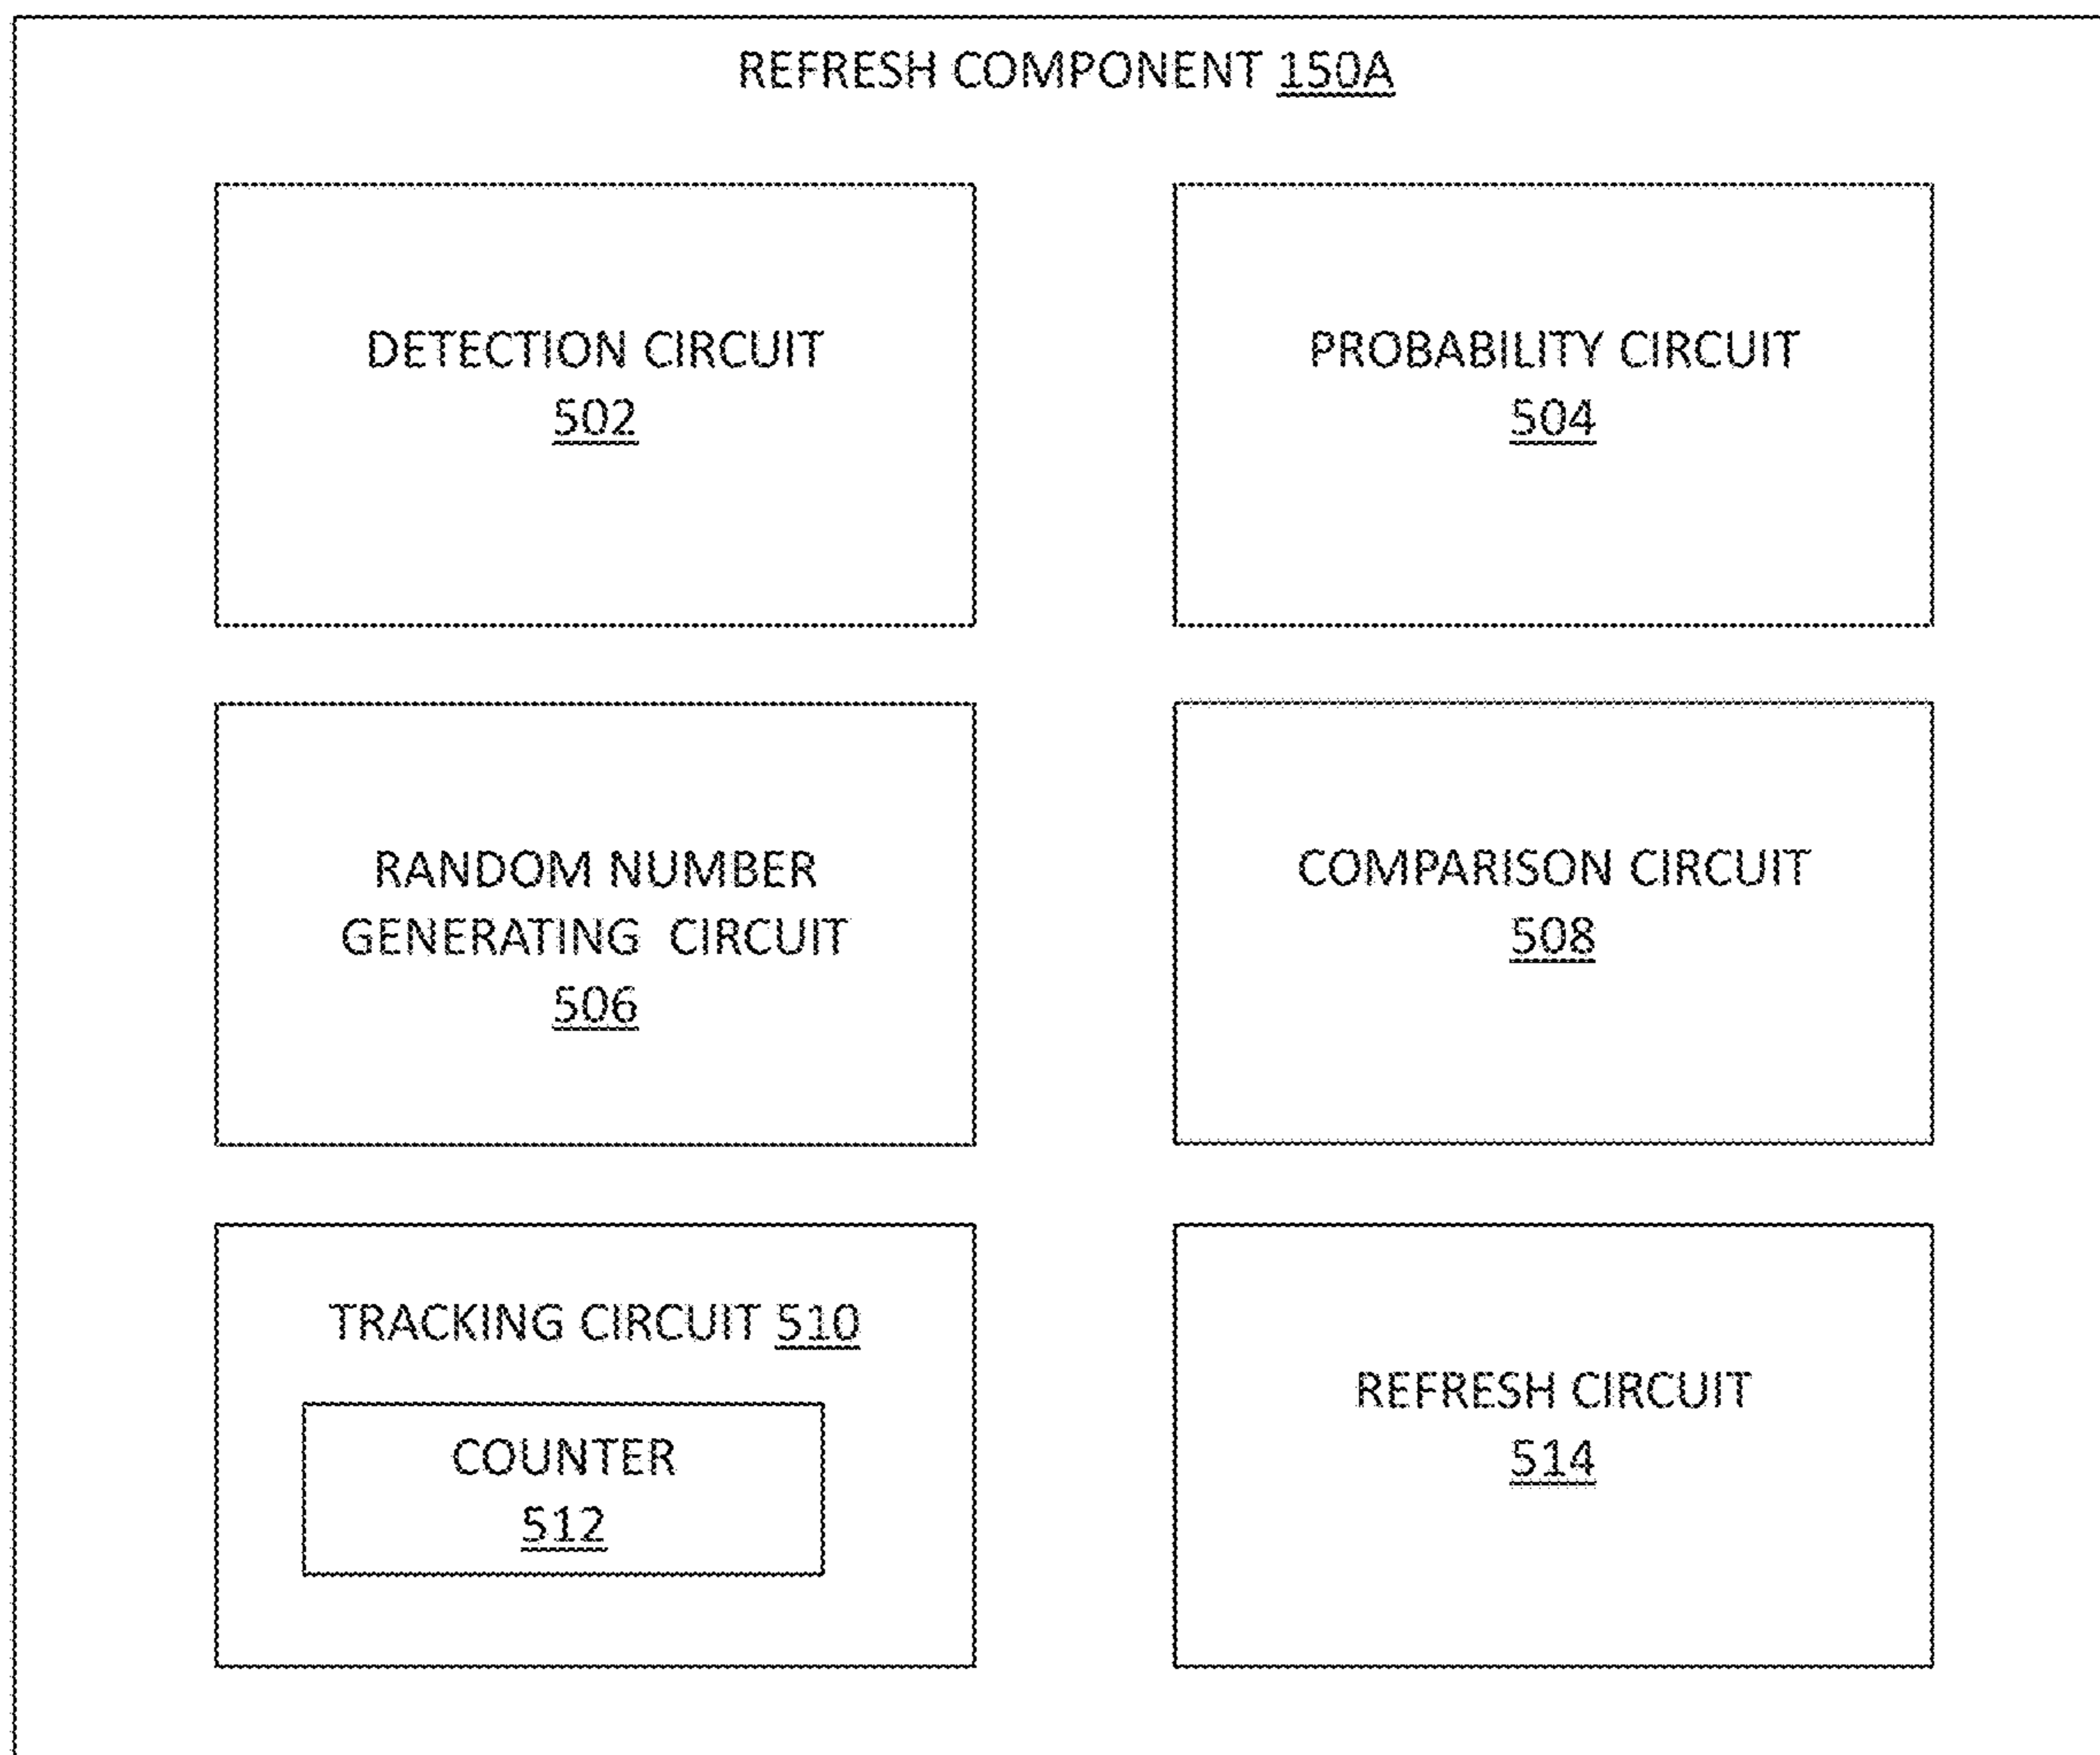 REFRESH COMPONENT 150A
DETECTION CIRCUIT
502
PROBABILITY CIRCUIT
504
RANDOM NUMBER
GENERATING CIRCUIT
506
COMPARISON CIRCUIT
508
TRACKING CIRCUIT 510
COUNTER
512
REFRESH CIRCUIT
514